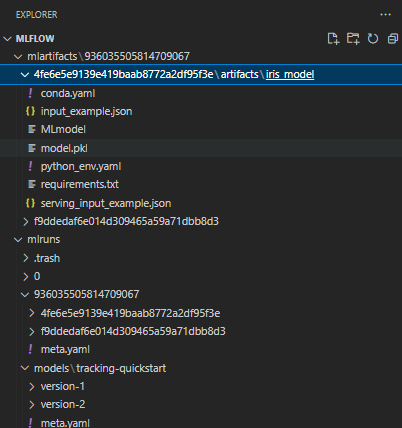 EXPLORER
MLFLOW
mlartifacts\936035505814709067
4fe6e5e9139e419baab8772a2df95f3e\artifacts\iris_model
conda.yaml
input_example.json
MLmodel
model.pkl
python_env.yaml
requirements.txt
serving_input_example.json
f9ddedaf6e014d309465a59a71dbb8d3
mlruns
.trash
0
936035505814709067
4fe6e5e9139e419baab8772a2df95f3e
f9ddedaf6e014d309465a59a71dbb8d3
meta.yaml
models\tracking-quickstart
version-1
version-2
meta.yaml